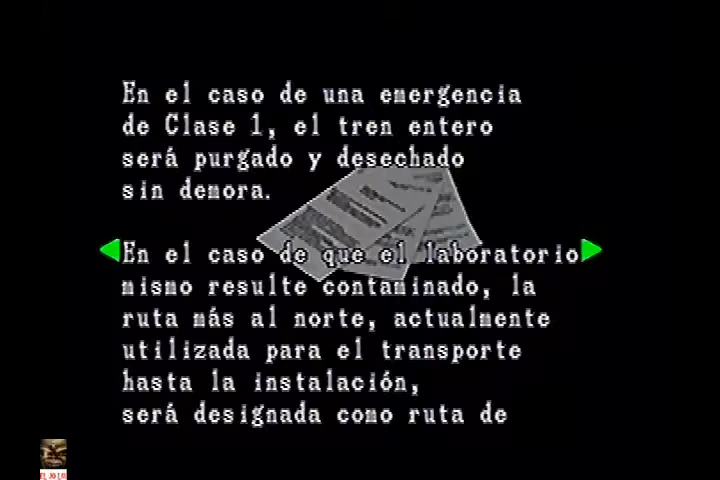 En el caso de una emergencia
de Clase 1, el tren entero
será purgado y desechado
sin demora.
En el caso de que el laboratorio
mismo resulte contaminado, la
ruta más al norte, actualmente
utilizada para el transporte
hasta la instalación,
será designada como ruta de